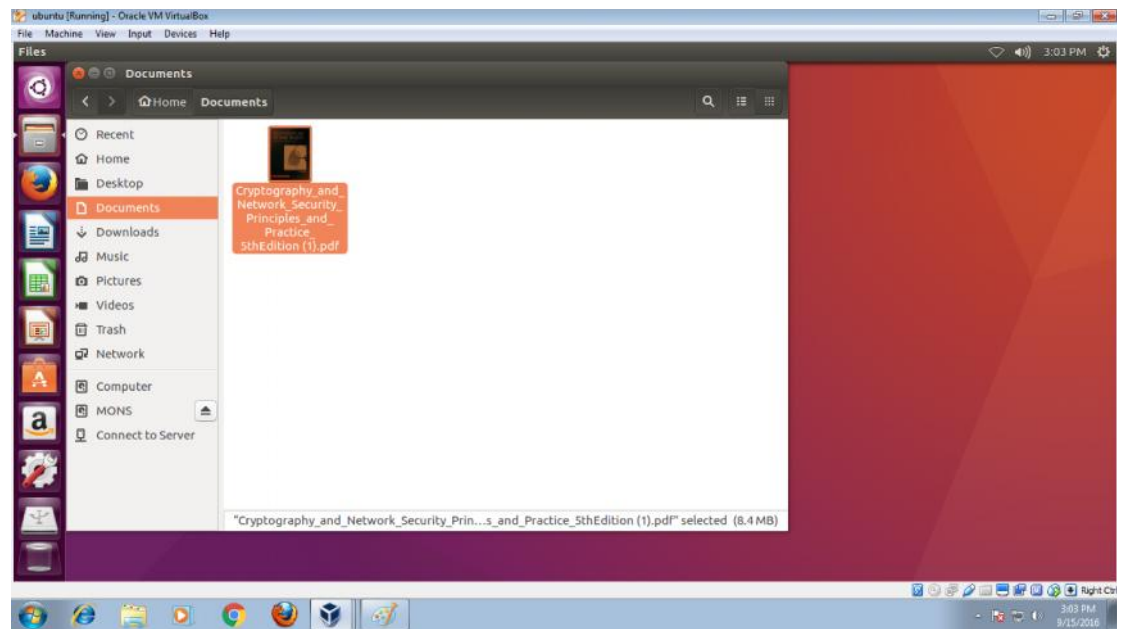 ubuntu [Running] - Oracle VM VirtualBox
File Machine View Input Devices Help
Files
3:03 PM
Documents
Home Documents
Recent
Home
Desktop
Documents
Downloads
Music
Pictures
Videos
Trash
Network
Computer
MONS
Connect to Server
Cryptography_and_
Network_Security_
Principles_and_
Practice_
5thEdition (1).pdf
"Cryptography_and_Network_Security_Prin...s_and_Practice_5thEdition (1).pdf" selected (8.4 MB)
Right Ctrl
3:03 PM
9/15/2016